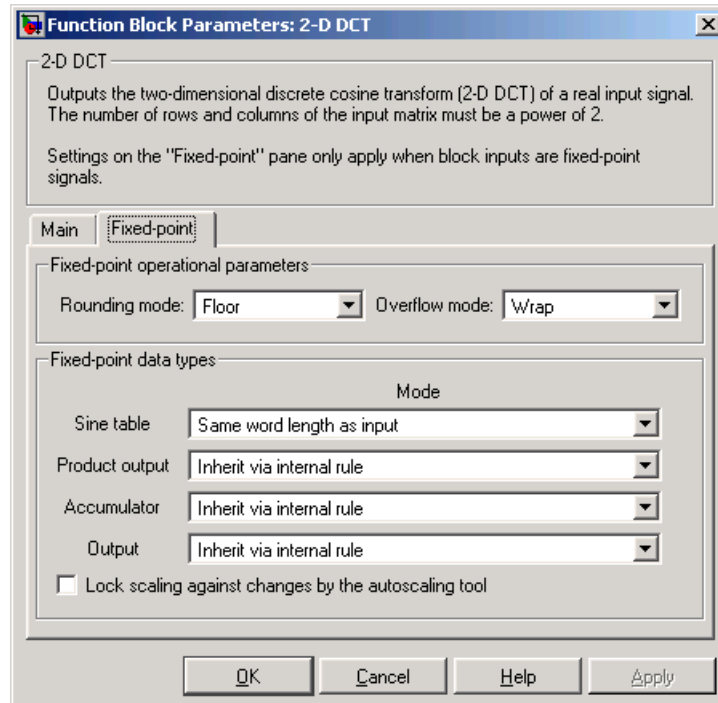 Function Block Parameters: 2-D DCT
2-D DCT
Outputs the two-dimensional discrete cosine transform (2-D DCT) of a real input signal.
The number of rows and columns of the input matrix must be a power of 2.
Settings on the "Fixed-point" pane only apply when block inputs are fixed-point
signals.
Main Fixed-point
Fixed-point operational parameters
Rounding mode: Floor Overflow mode: Wrap
Fixed-point data types
Mode
Sine table Same word length as input
Product output Inherit via internal rule
Accumulator Inherit via internal rule
Output Inherit via internal rule
Lock scaling against changes by the autoscaling tool
OK Cancel Help Apply